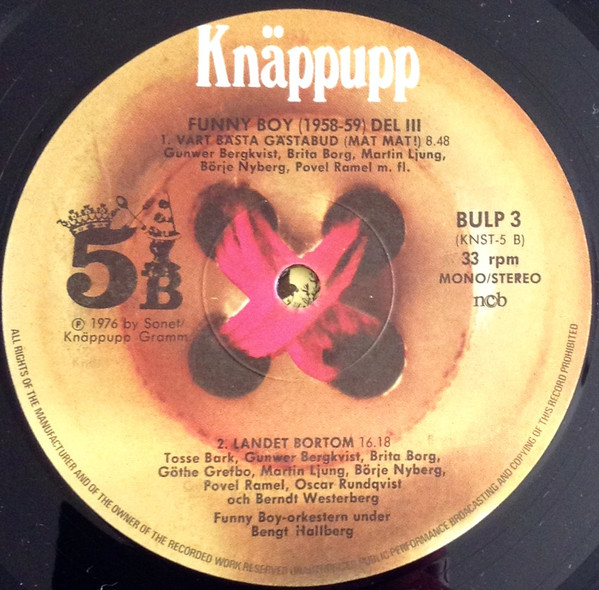 Knäppupp
FUNNY BOY (1958-59) DEL III
1. VÅRT BÄSTA GÄSTABUD (MAT MAT!) 8.48
Gunwer Bergkvist, Brita Borg, Martin Ljung,
Börje Nyberg, Povel Ramel m. fl.
5
B
℗ 1976 by Sonet/
Knäppupp Gramm
BULP 3
(KNST-5 B)
33 rpm
MONO/STEREO
ncb
2. LANDET BORTOM 16.18
Tosse Bark, Gunwer Bergkvist, Brita Borg,
Göthe Grefbo, Martin Ljung, Börje Nyberg,
Povel Ramel, Oscar Rundqvist
och Berndt Westerberg
Funny Boy-orkestern under
Bengt Hallberg
ALL RIGHTS OF THE MANUFACTURER AND OF THE OWNER OF THE RECORDED WORK RESERVED UNAUTHORIZED PUBLIC PERFORMANCE BROADCASTING AND COPYING OF THIS RECORD PROHIBITED